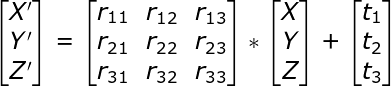 [X′] = [r₁₁ r₁₂ r₁₃] [X] [t₁]
[Y′] = [r₂₁ r₂₂ r₂₃] * [Y] + [t₂]
[Z′] = [r₃₁ r₃₂ r₃₃] [Z] [t₃]